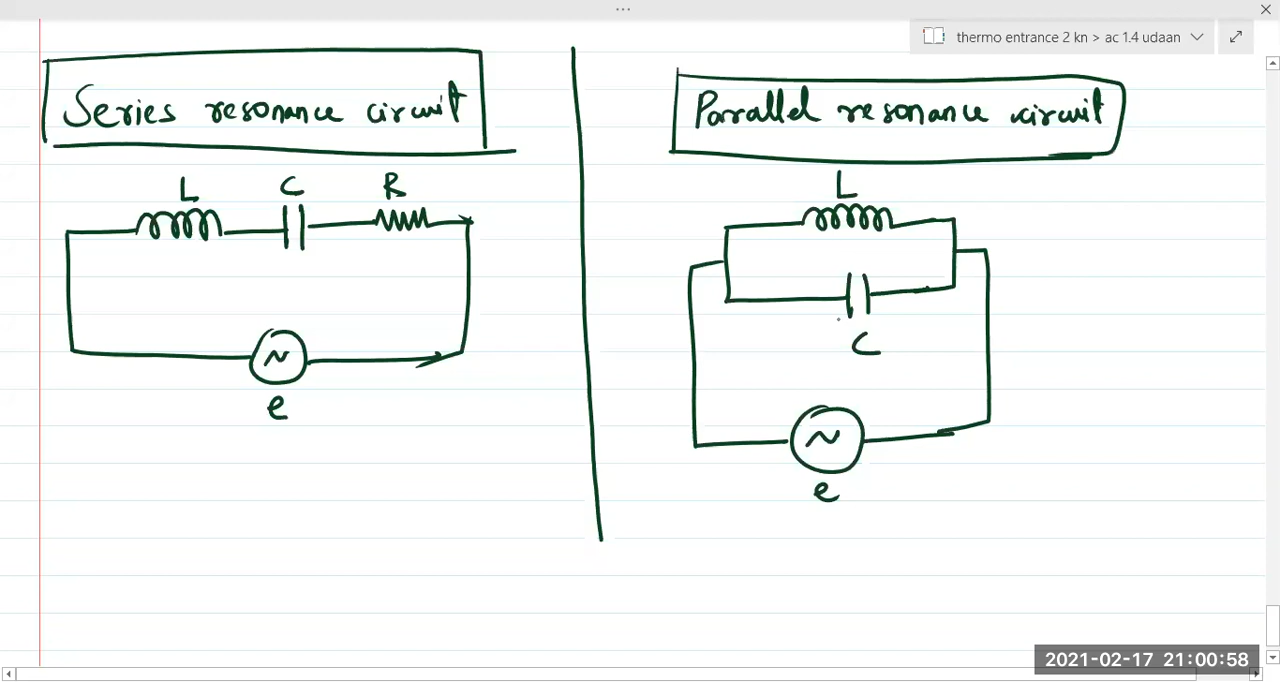 thermo entrance 2 kn > ac 1.4 udaan
Series resonance circuit
L C R
e
Parallel resonance circuit
L
C
e
2021-02-17 21:00:58